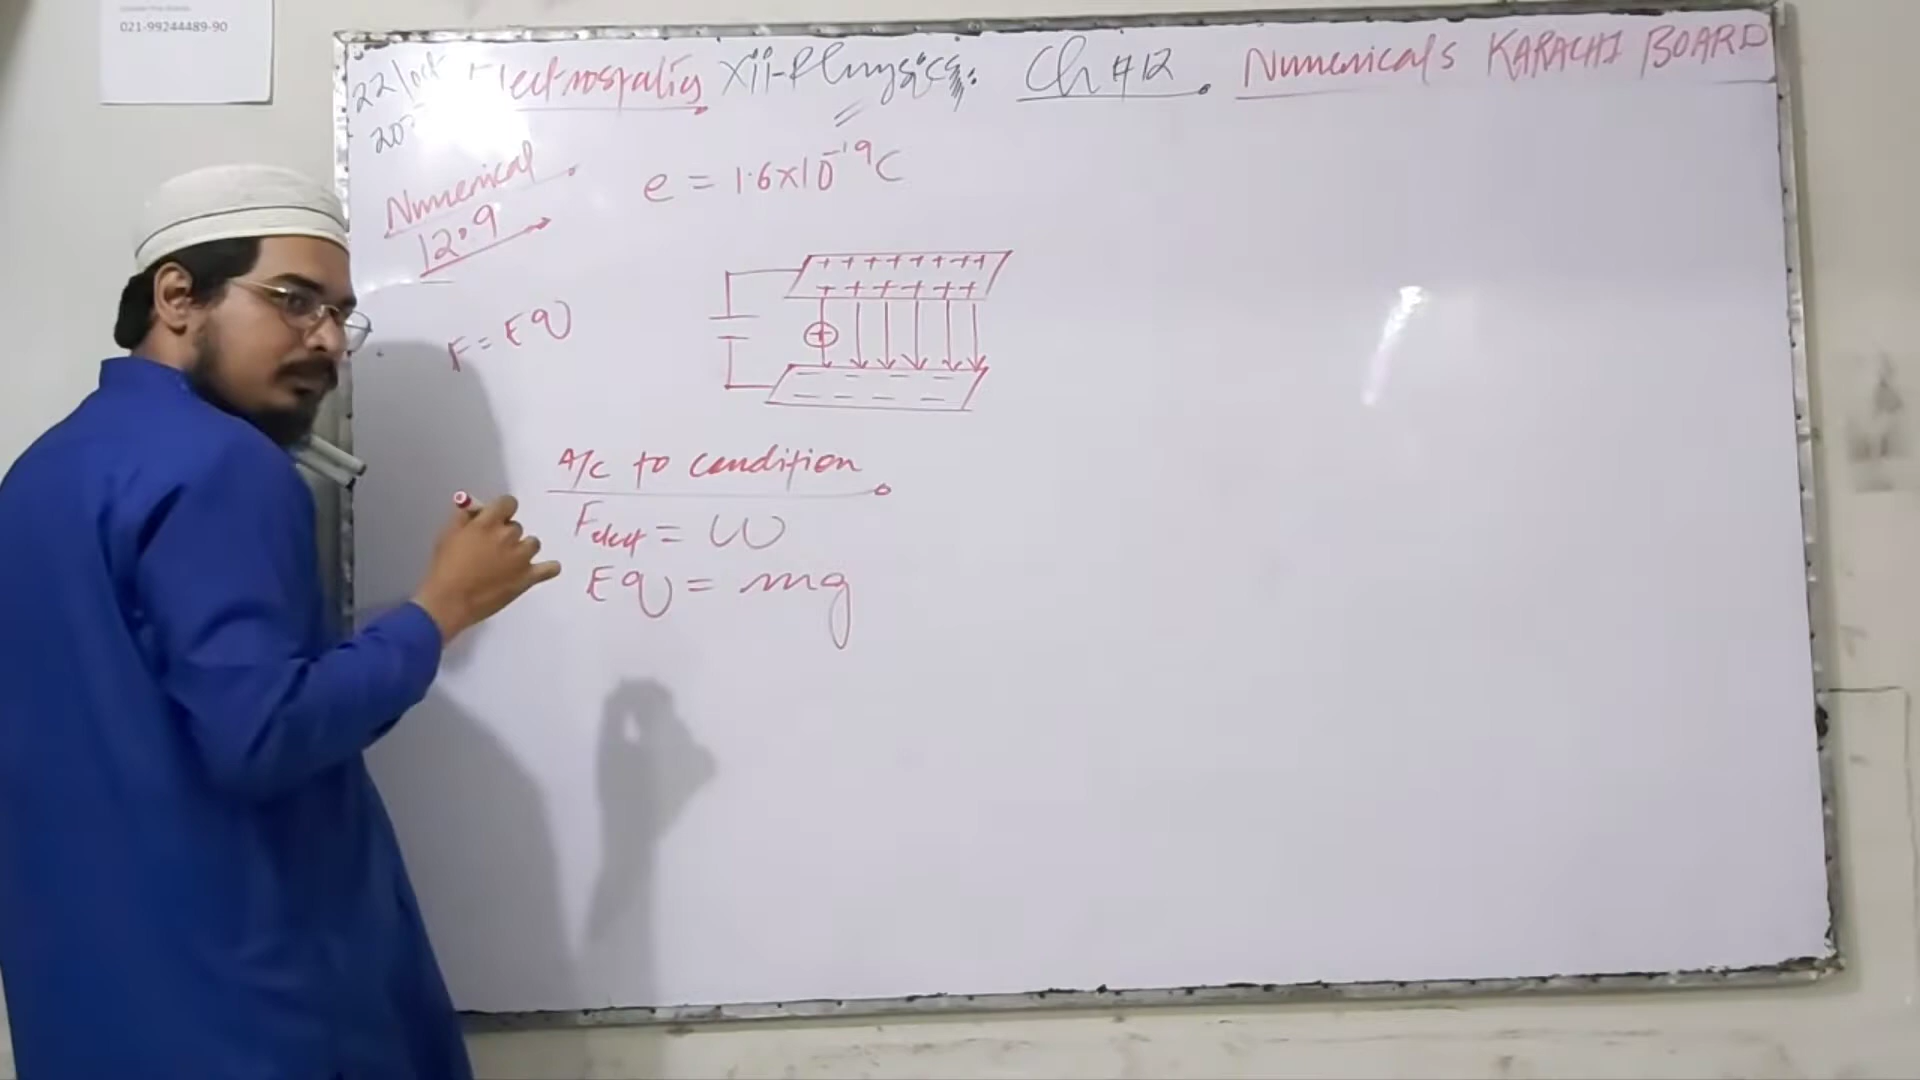 021-99244489-90
22/oct Electrostatics Xii-Physics. Ch #12. Numericals KARACHI BOARD
Numerical
12.9
e = 1.6×10⁻¹⁹C
F = Eq
+ + + + + + + +
+ + + + + +
+
− − − −
− − − −
A/c to condition
Felect = W
Eq = mg